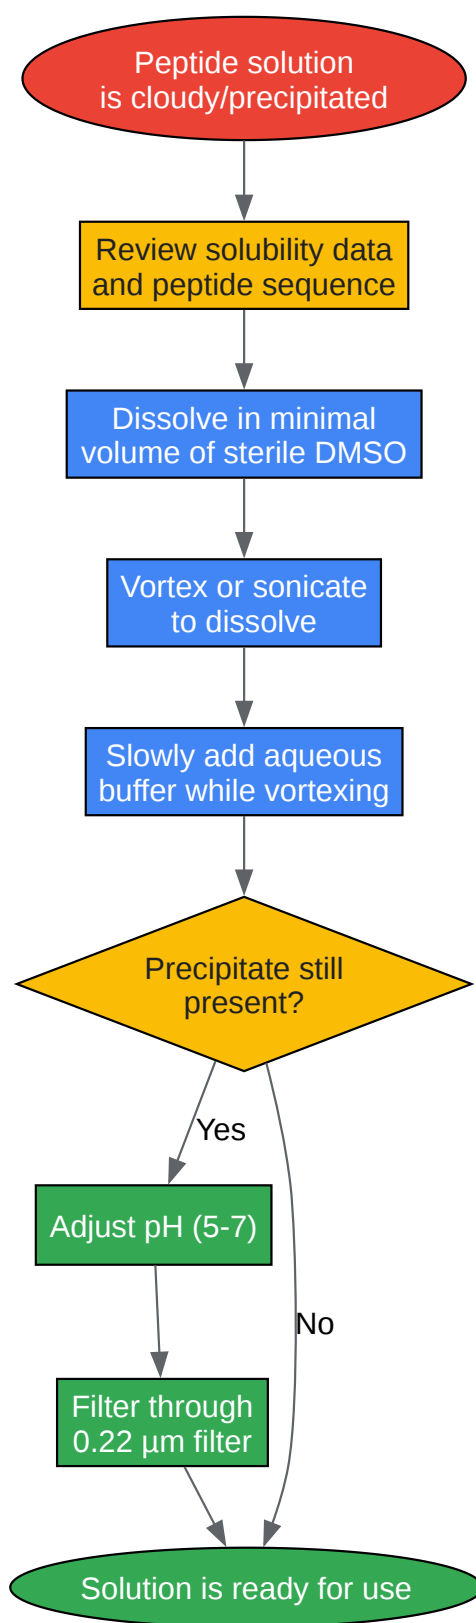 Peptide solution
is cloudy/precipitated
Review solubility data
and peptide sequence
Dissolve in minimal
volume of sterile DMSO
Vortex or sonicate
to dissolve
Slowly add aqueous
buffer while vortexing
Precipitate still
present?
Yes
Adjust pH (5-7)
No
Filter through
0.22 µm filter
Solution is ready for use